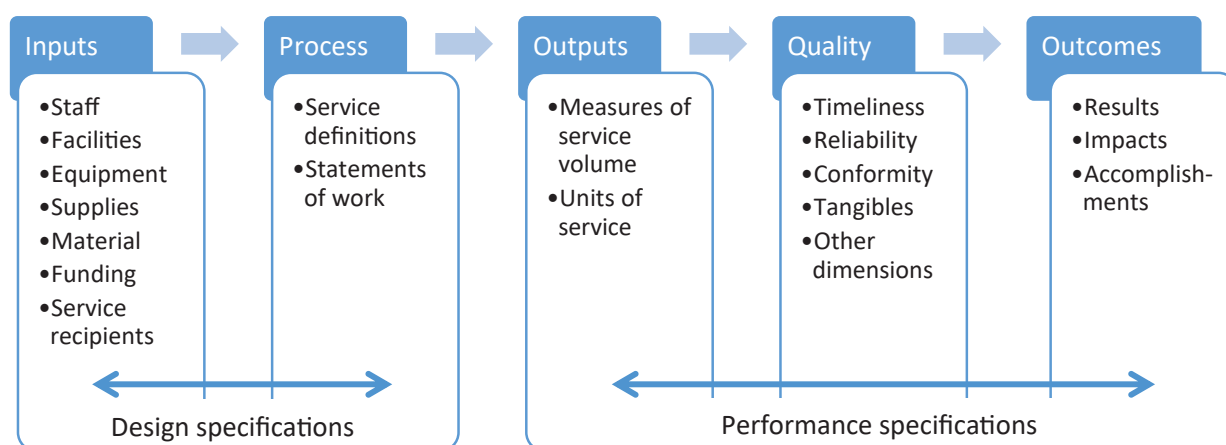 Inputs
•Staff
•Facilities
•Equipment
•Supplies
•Material
•Funding
•Service
recipients
Process
•Service
definitions
•Statements
of work
Outputs
•Measures of
service
volume
•Units of
service
Quality
•Timeliness
•Reliability
•Conformity
•Tangibles
•Other
dimensions
Outcomes
•Results
•Impacts
•Accomplish-
ments
Design specifications
Performance specifications